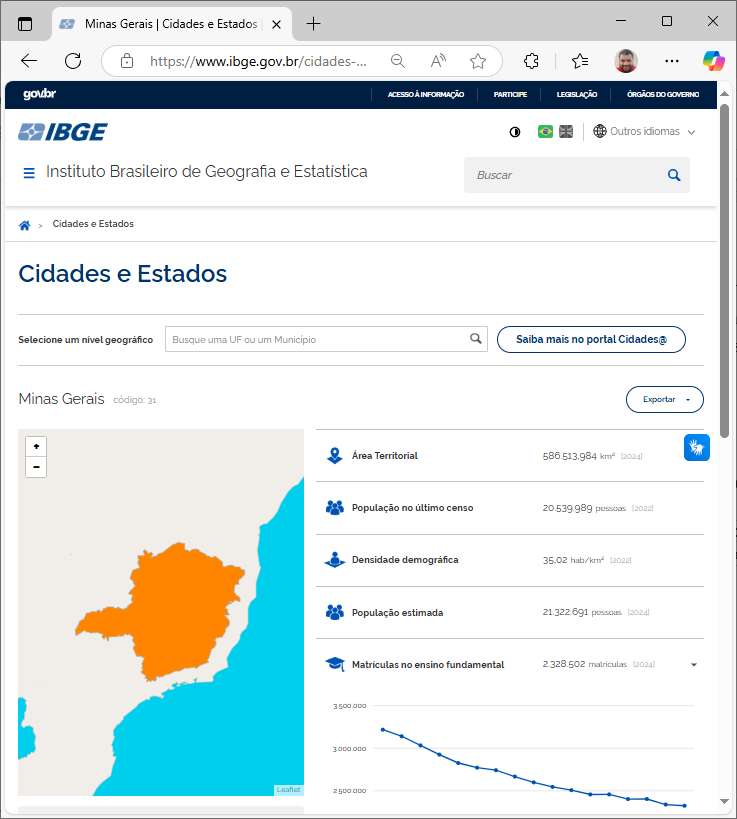 Minas Gerais | Cidades e Estados
https://www.ibge.gov.br/cidades-...
gov.br ACESSO À INFORMAÇÃO PARTICIPE LEGISLAÇÃO ÓRGÃOS DO GOVERNO
IBGE Outros idiomas
Instituto Brasileiro de Geografia e Estatística Buscar
Cidades e Estados
Cidades e Estados
Selecione um nível geográfico Busque uma UF ou um Município Saiba mais no portal Cidades@
Minas Gerais código: 31 Exportar
+
−
Área Territorial 586.513,984 km² [2024]
População no último censo 20.539.989 pessoas [2022]
Densidade demográfica 35,02 hab/km² [2022]
População estimada 21.322.691 pessoas [2024]
Matrículas no ensino fundamental 2.328.502 matrículas [2024]
3.500.000
3.000.000
2.500.000
Leaflet